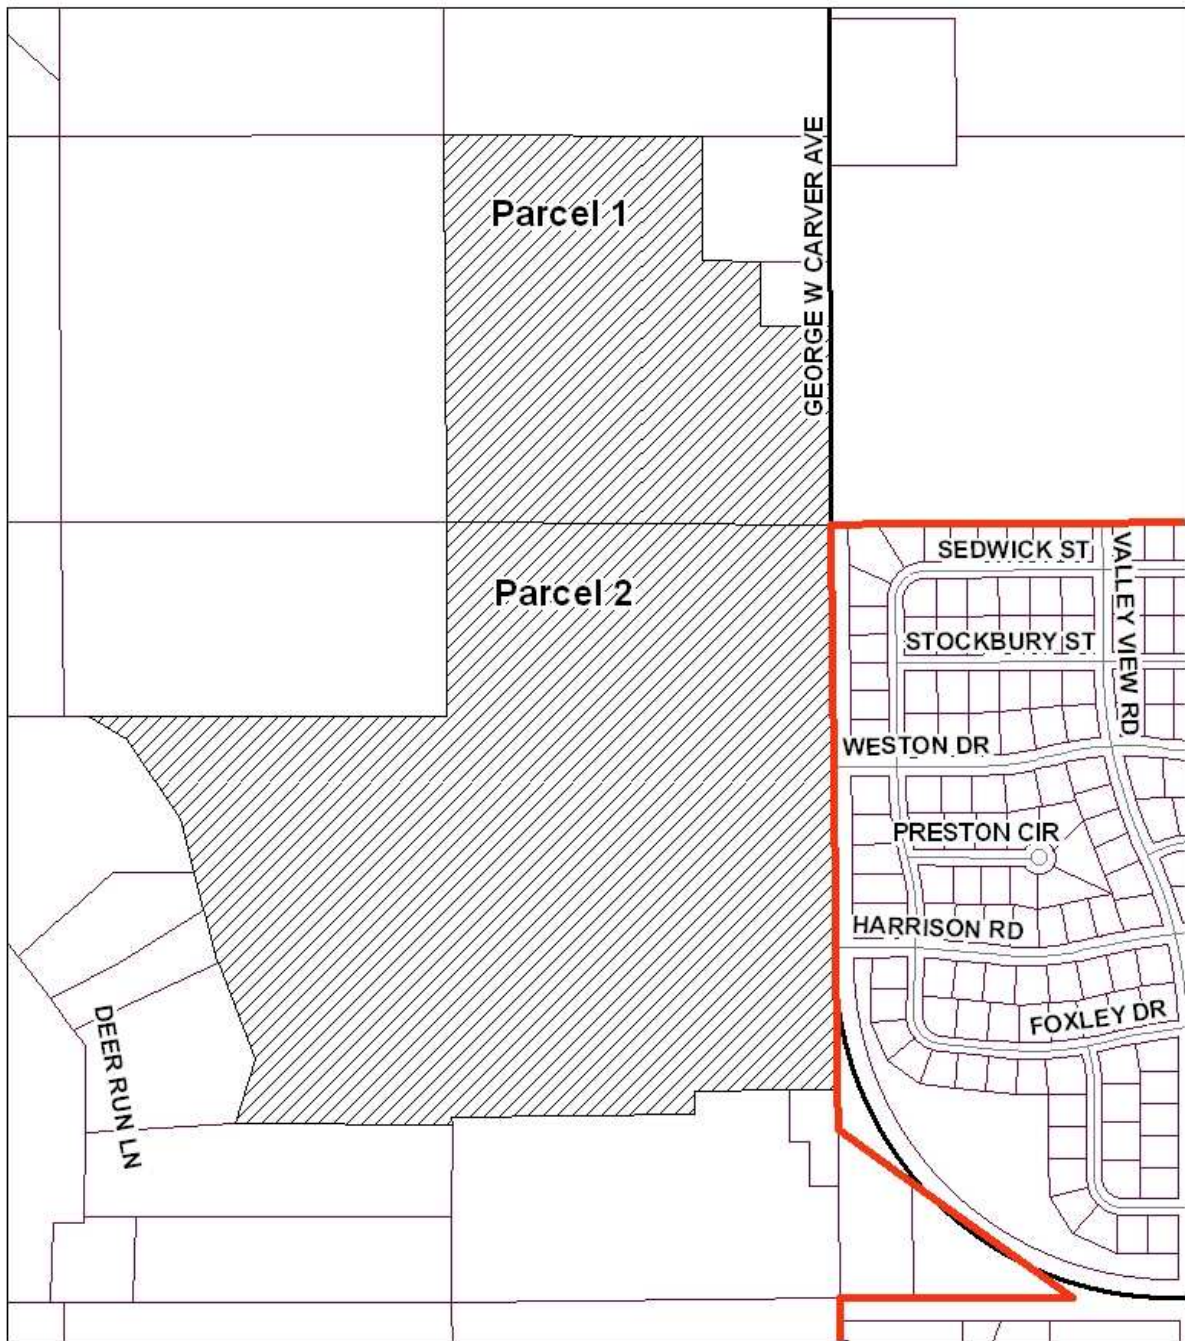 Parcel 1
GEORGE W CARVER AVE
Parcel 2
SEDWICK ST
VALLEY VIEW RD
STOCKBURY ST
WESTON DR
PRESTON CIR
HARRISON RD
FOXLEY DR
DEER RUN LN